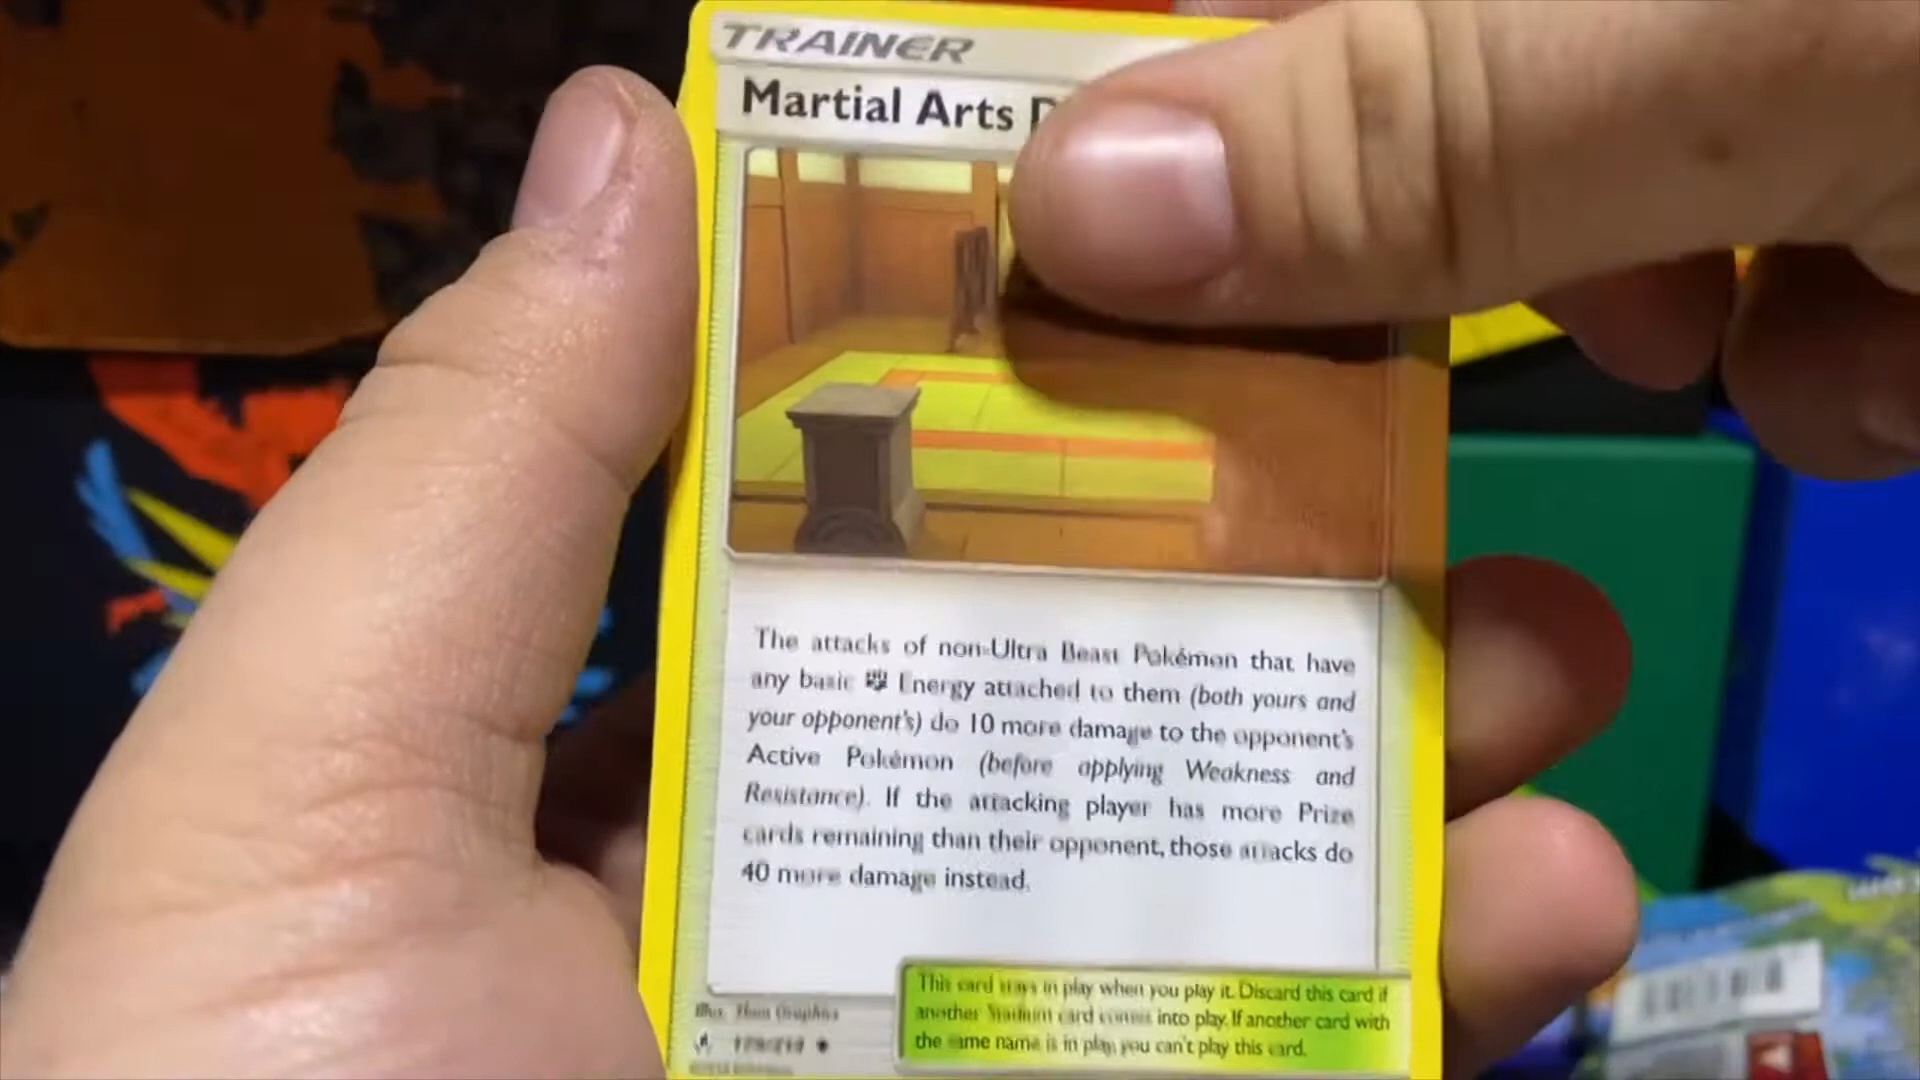 TRAINER
Martial Arts
The attacks of non-Ultra Beast Pokémon that have
any basic Energy attached to them (both yours and
your opponent's) do 10 more damage to the opponent's
Active Pokémon (before applying Weakness and
Resistance). If the attacking player has more Prize
cards remaining than their opponent, those attacks do
40 more damage instead.
This card stays in play when you play it. Discard this card if
another Stadium card comes into play. If another card with
the same name is in play, you can't play this card.
Illus.